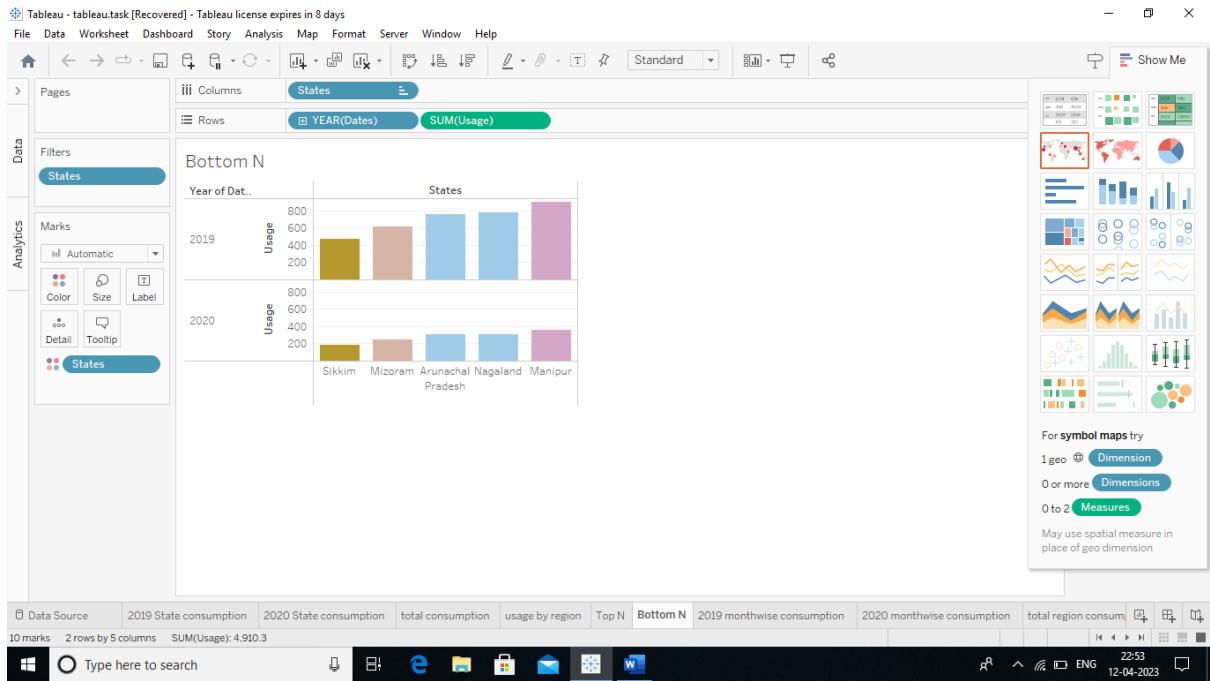 Tableau - tableau.task [Recovered] - Tableau license expires in 8 days
File Data Worksheet Dashboard Story Analysis Map Format Server Window Help
Standard
Show Me
Pages
iii Columns States
Rows YEAR(Dates) SUM(Usage)
Data
Analytics
Filters
States
Marks
Automatic
Color Size Label
Detail Tooltip
States
Bottom N
Year of Dat.. States
2019 Usage 800 600 400 200
2020 Usage 800 600 400 200
Sikkim Mizoram Arunachal Nagaland Manipur
Pradesh
For symbol maps try
1 geo Dimension
0 or more Dimensions
0 to 2 Measures
May use spatial measure in
place of geo dimension
Data Source 2019 State consumption 2020 State consumption total consumption usage by region Top N Bottom N 2019 monthwise consumption 2020 monthwise consumption total region consum
10 marks 2 rows by 5 columns SUM(Usage): 4,910.3
Type here to search
ENG
22:53
12-04-2023